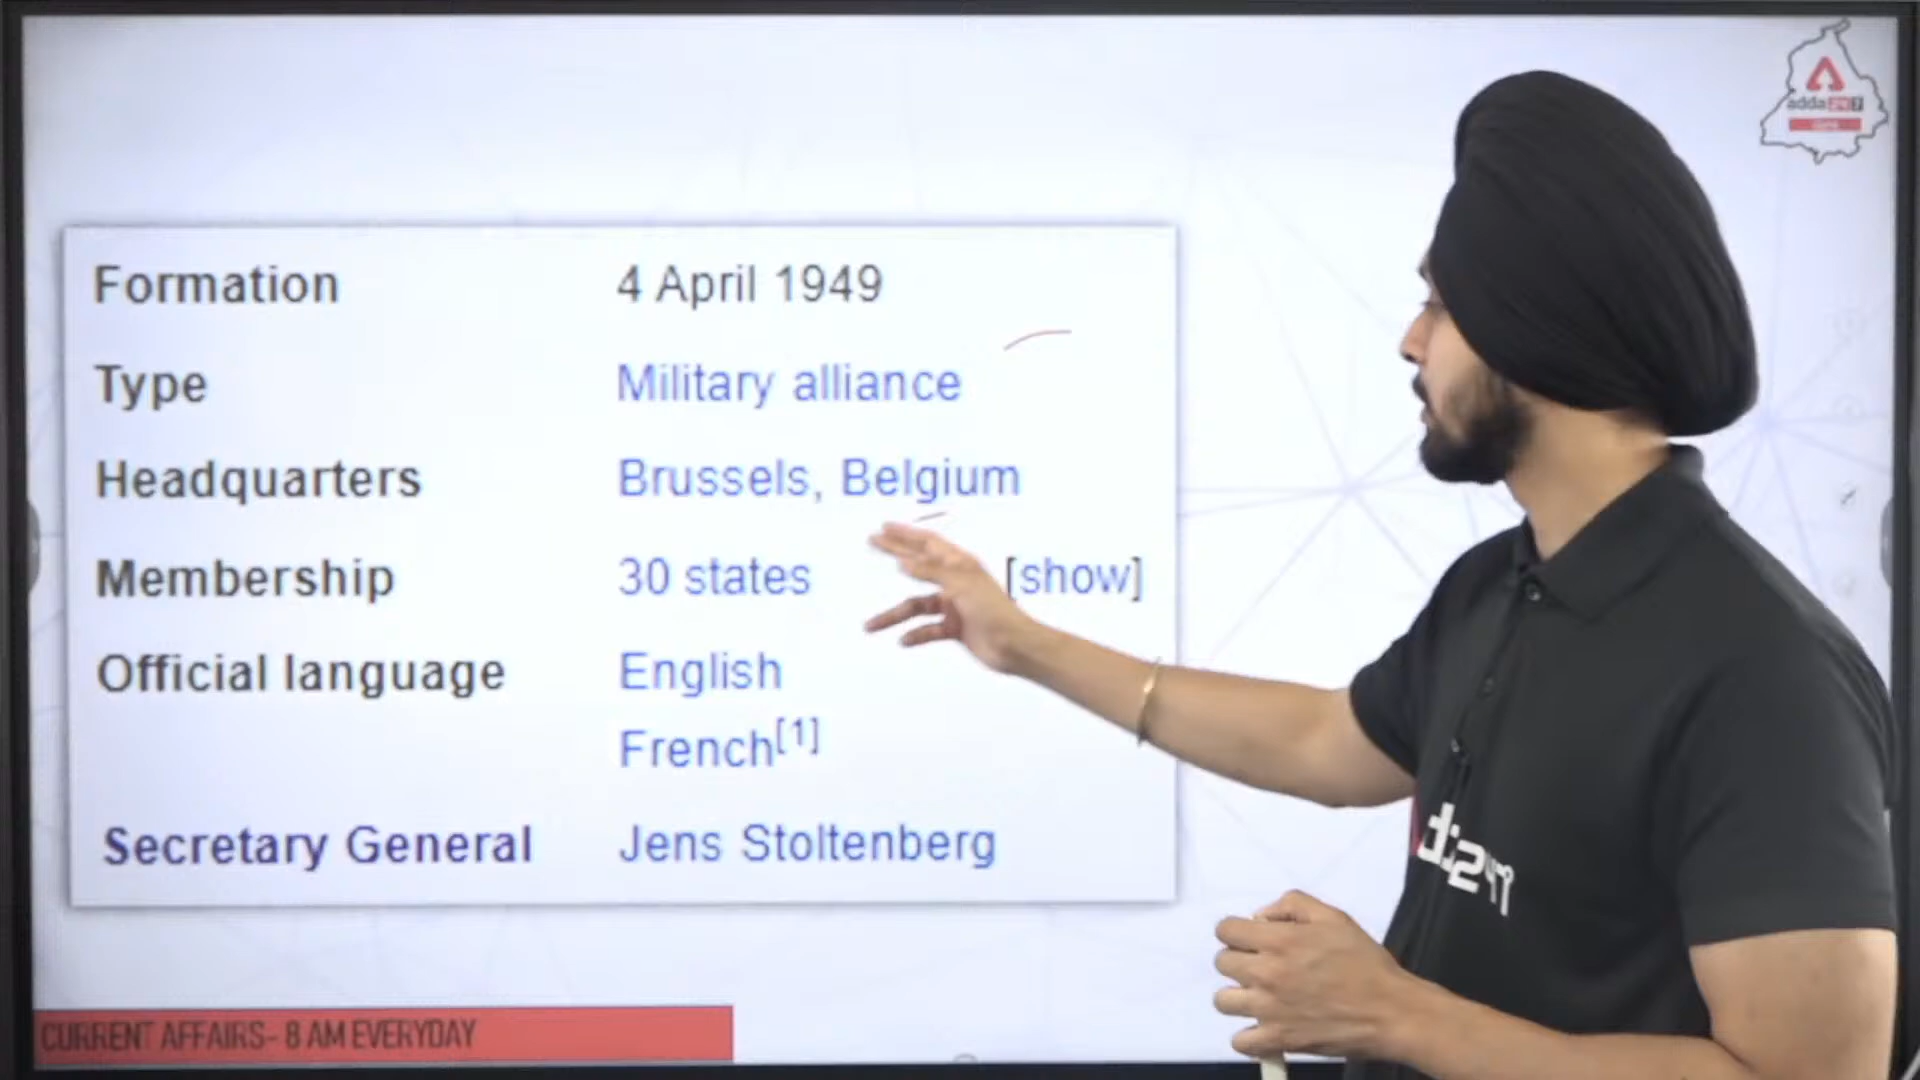 adda247
Formation 4 April 1949
Type Military alliance
Headquarters Brussels, Belgium
Membership 30 states [show]
Official language English
French[1]
Secretary General Jens Stoltenberg
CURRENT AFFAIRS- 8 AM EVERYDAY